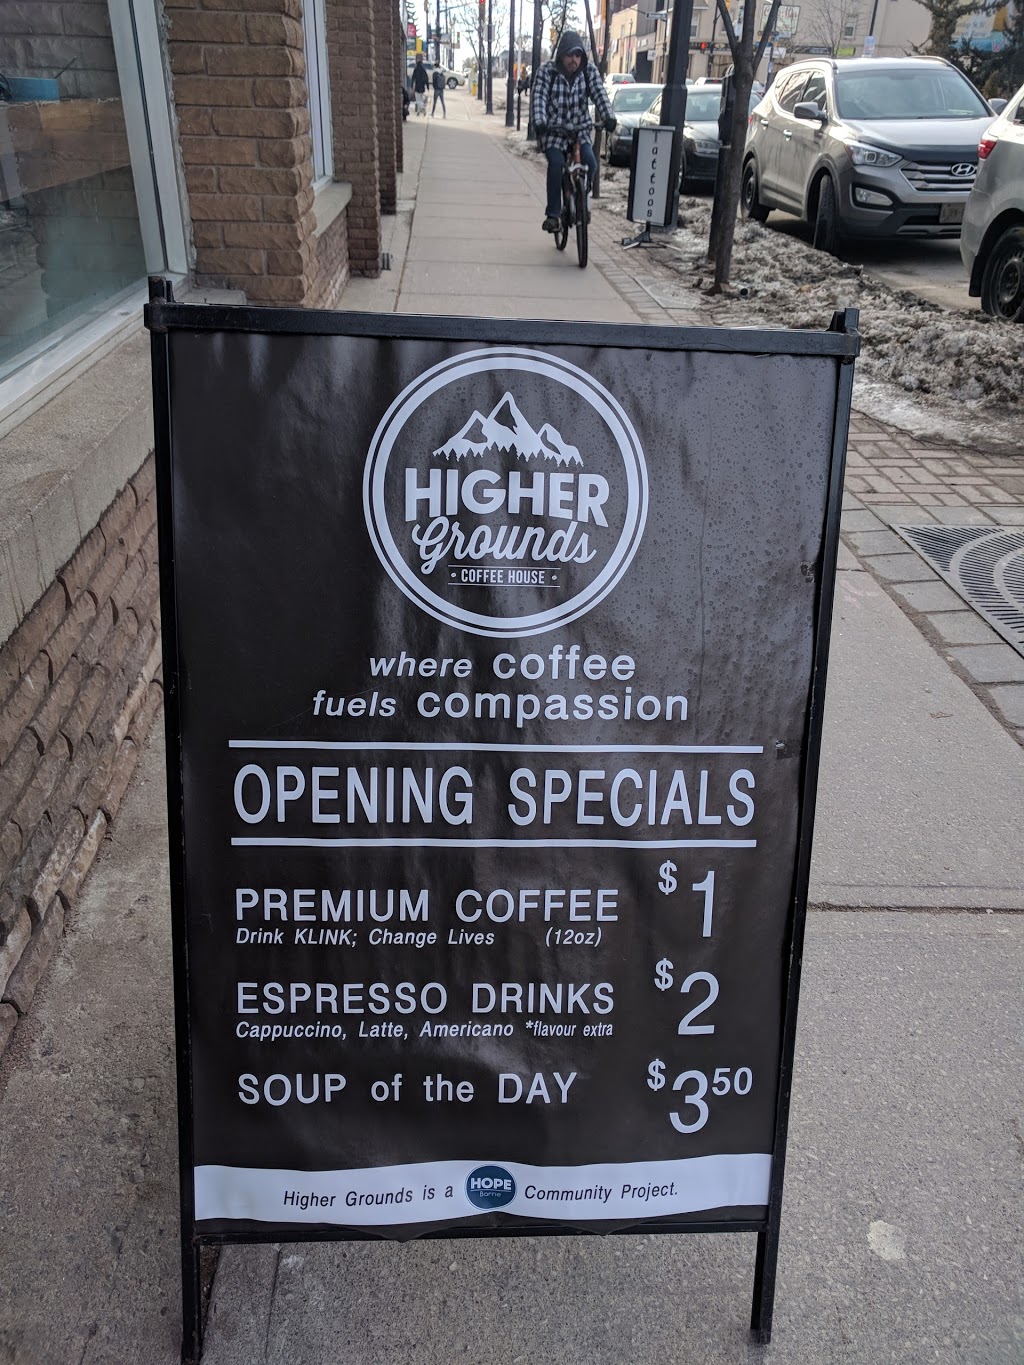 tattoos
HIGHER
Grounds
• COFFEE HOUSE •
where coffee
fuels compassion
OPENING SPECIALS
PREMIUM COFFEE $1
Drink KLINK; Change Lives (12oz)
ESPRESSO DRINKS $2
Cappuccino, Latte, Americano *flavour extra
SOUP of the DAY $3 50
Higher Grounds is a HOPE Barrie Community Project.